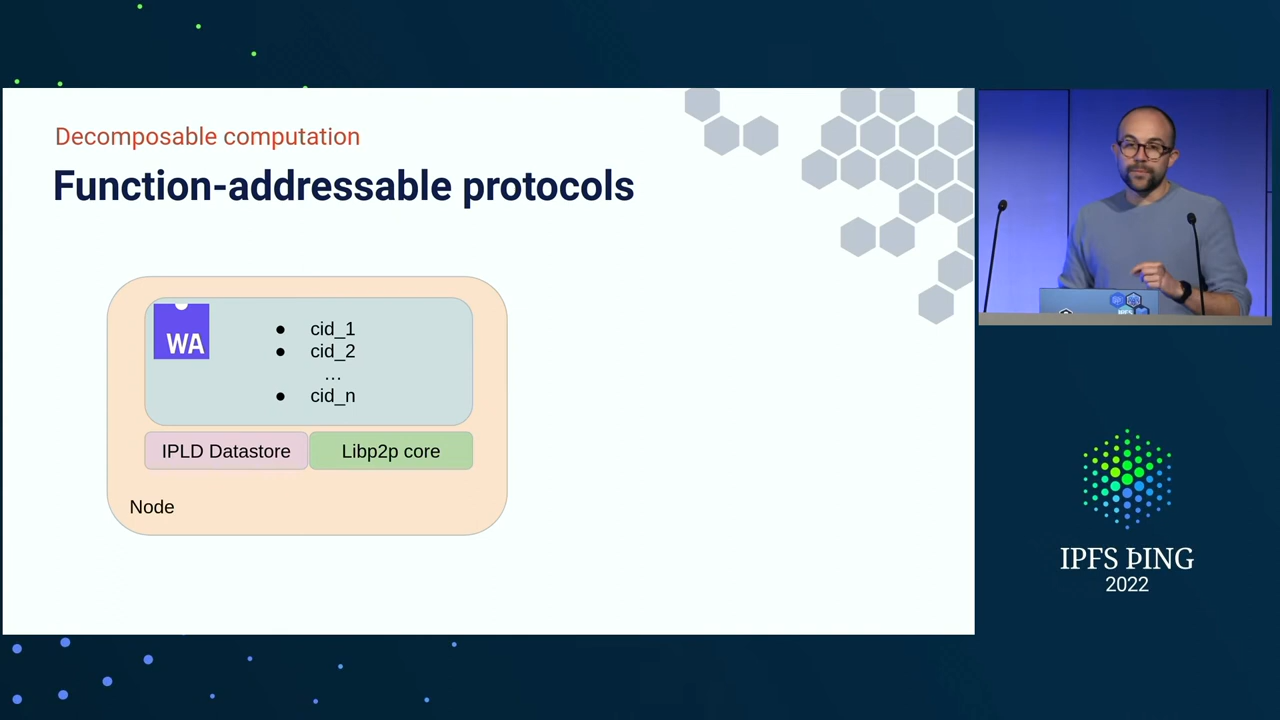 Decomposable computation
Function-addressable protocols
WA
● cid_1
● cid_2
…
● cid_n
IPLD Datastore
Libp2p core
Node
IPFS ÞING
2022